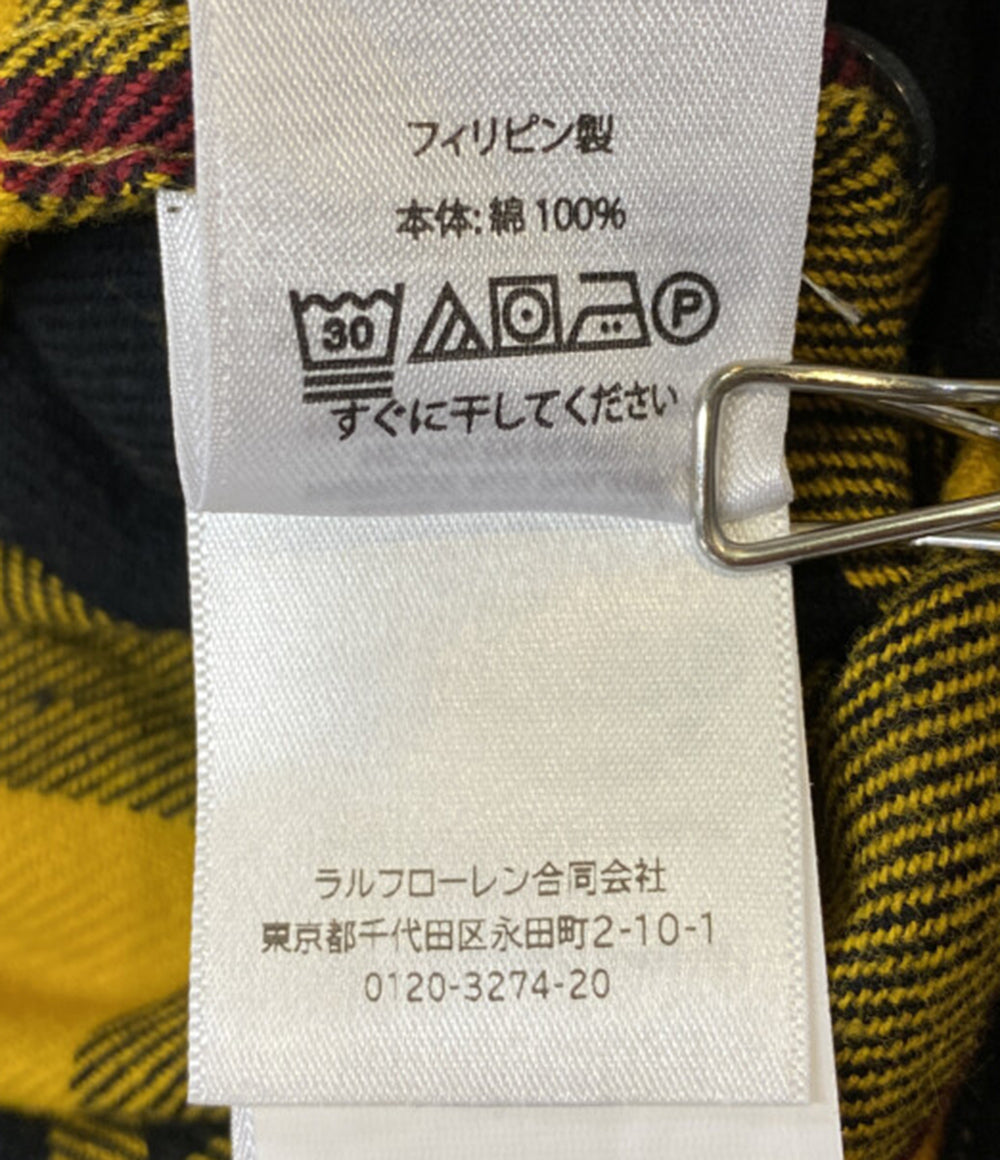 フィリピン製
本体: 綿 100%
30 P
すぐに干してください
ラルフローレン合同会社
東京都千代田区永田町2-10-1
0120-3274-20